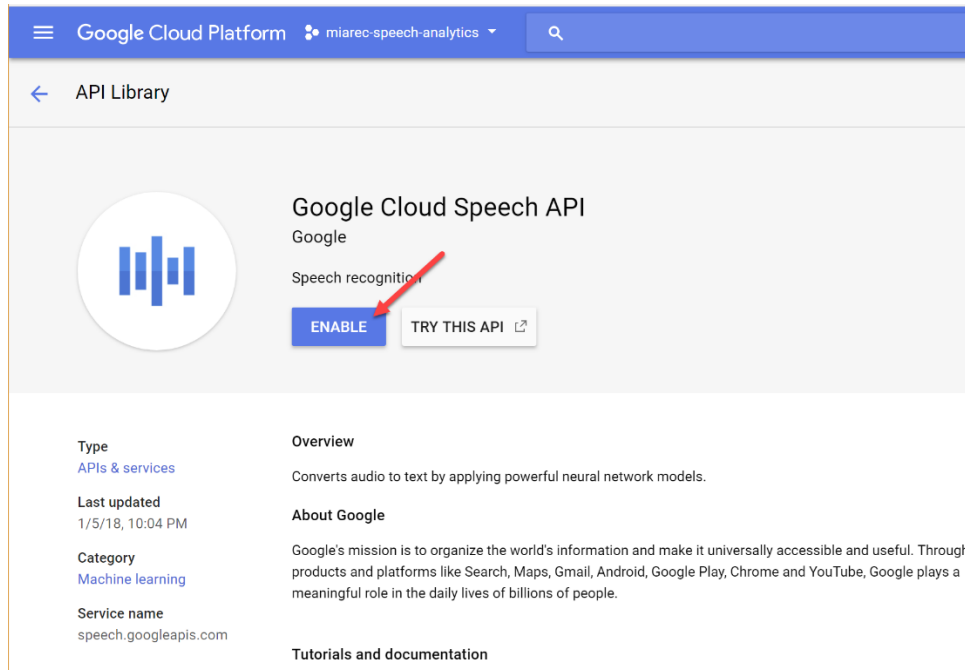 Google Cloud Platform miarec-speech-analytics
API Library
Google Cloud Speech API
Google
Speech recognition
ENABLE TRY THIS API
Type
APIs & services
Last updated
1/5/18, 10:04 PM
Category
Machine learning
Service name
speech.googleapis.com
Overview
Converts audio to text by applying powerful neural network models.
About Google
Google's mission is to organize the world's information and make it universally accessible and useful. Through
products and platforms like Search, Maps, Gmail, Android, Google Play, Chrome and YouTube, Google plays a
meaningful role in the daily lives of billions of people.
Tutorials and documentation